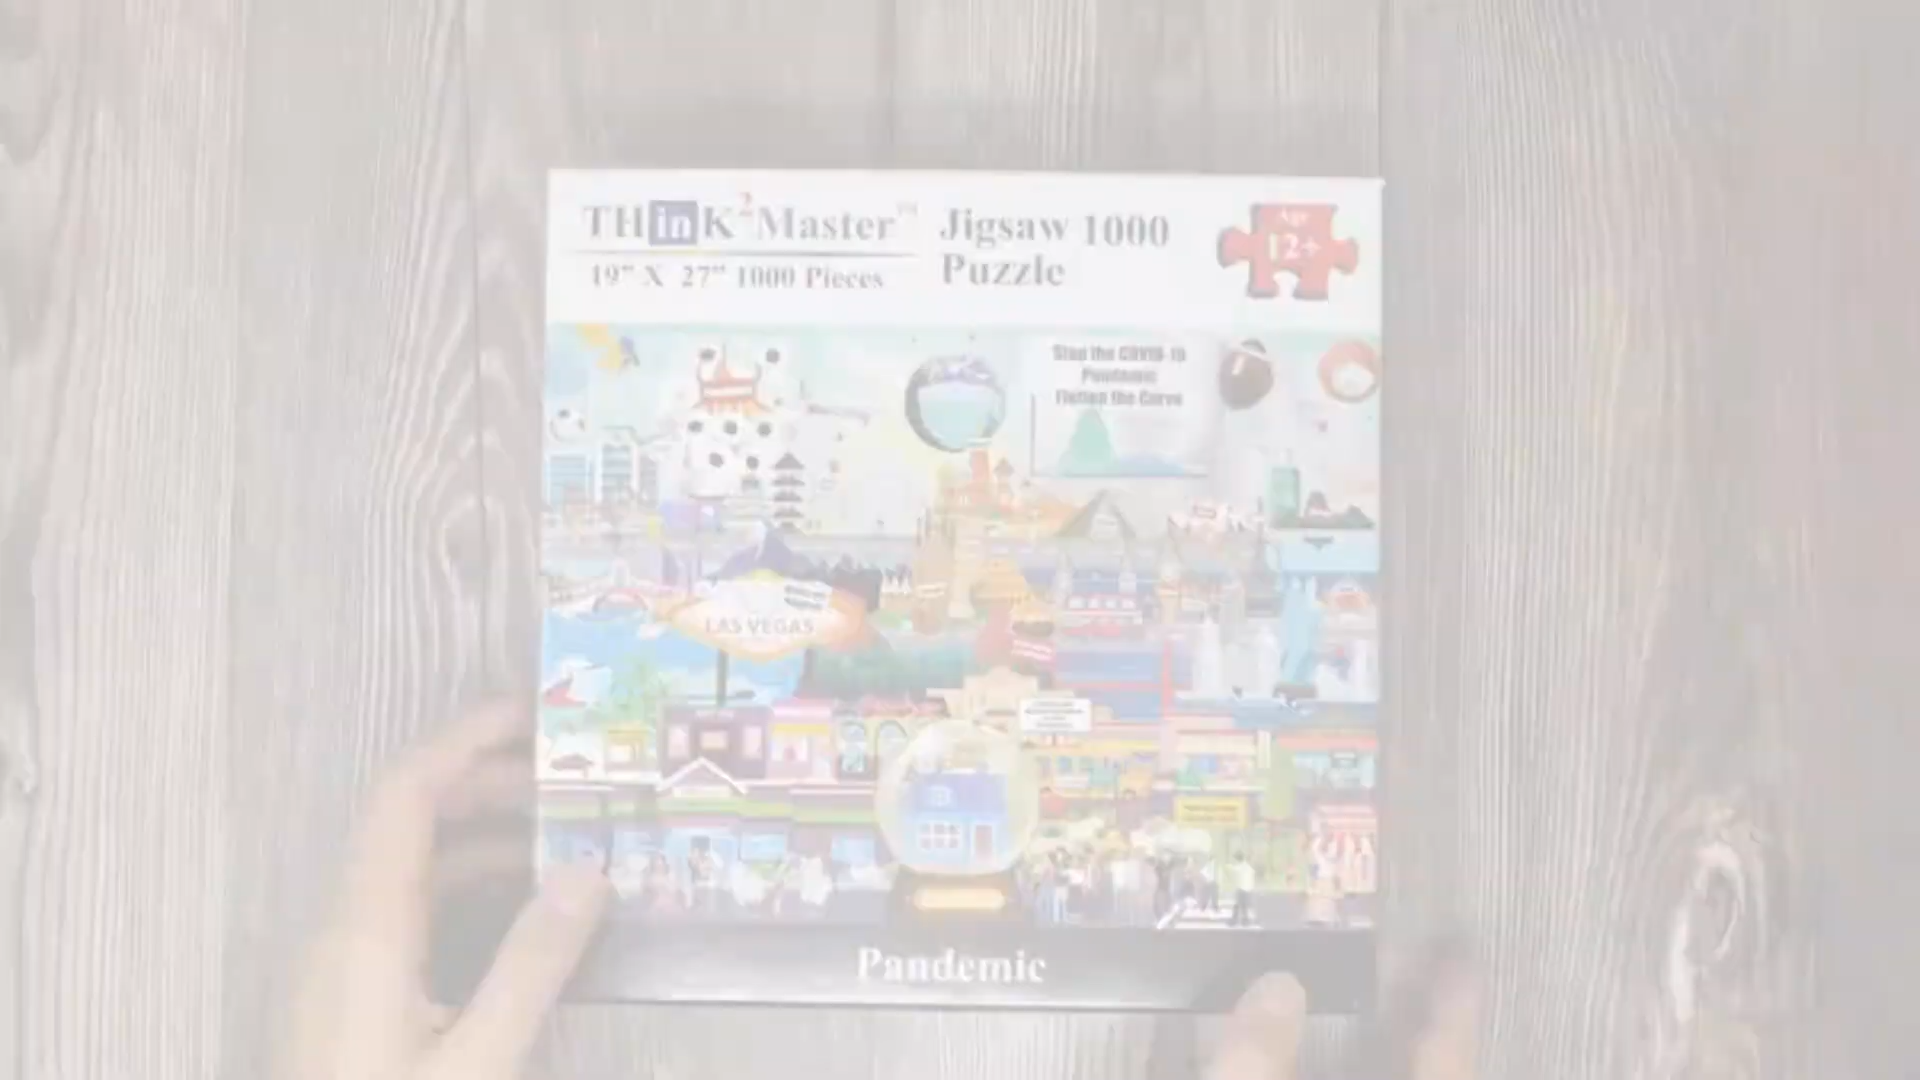 THinK2Master™
19” X 27” 1000 Pieces
Jigsaw 1000
Puzzle
Age
12+
Stop the COVID-19
Pandemic
Flatten the Curve
LAS VEGAS
Pandemic